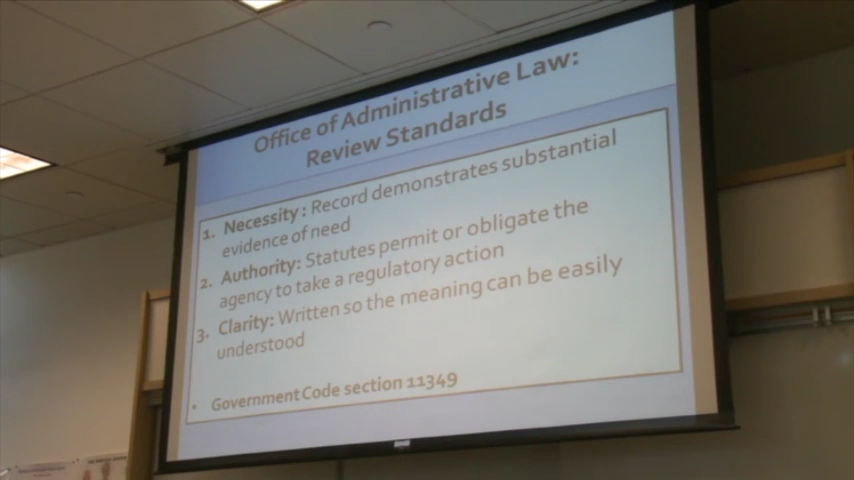 Office of Administrative Law:
Review Standards
1. Necessity : Record demonstrates substantial
evidence of need
2. Authority: Statutes permit or obligate the
agency to take a regulatory action
3. Clarity: Written so the meaning can be easily
understood
• Government Code section 11349